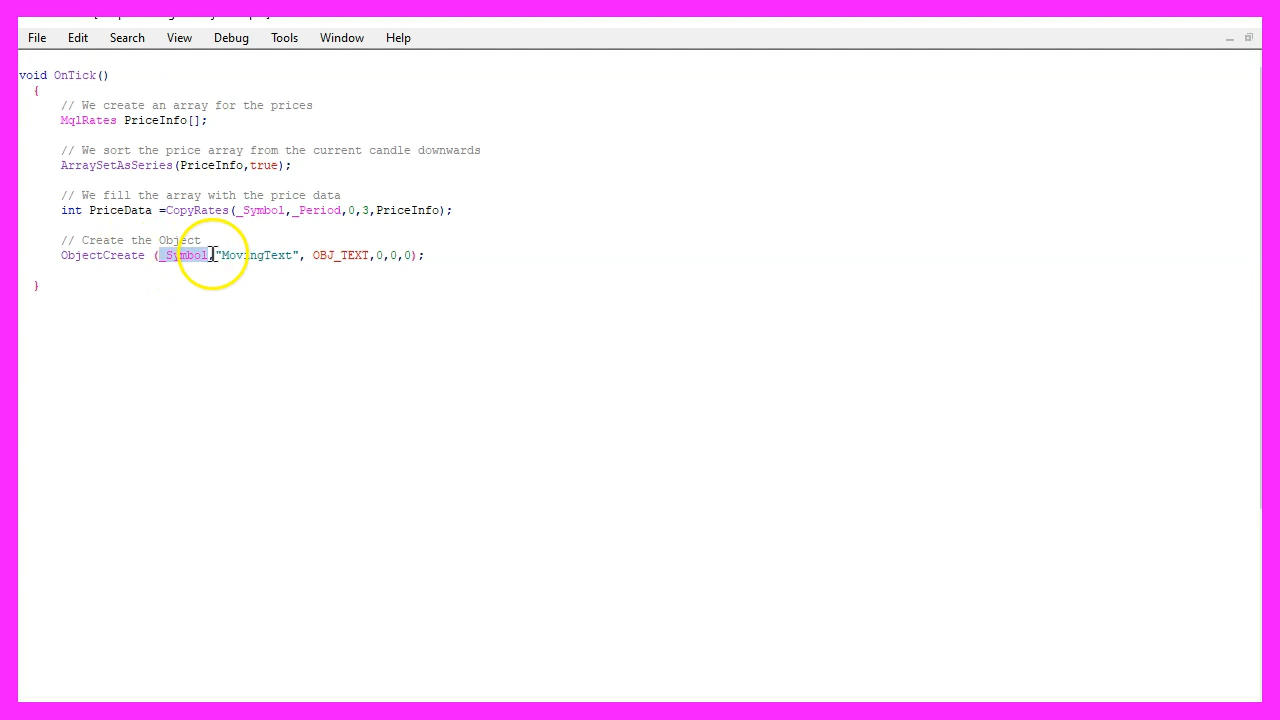 File Edit Search View Debug Tools Window Help
void OnTick()
{
// We create an array for the prices
MqlRates PriceInfo[];
// We sort the price array from the current candle downwards
ArraySetAsSeries(PriceInfo,true);
// We fill the array with the price data
int PriceData =CopyRates(_Symbol,_Period,0,3,PriceInfo);
// Create the Object
ObjectCreate (_Symbol,"MovingText", OBJ_TEXT,0,0,0);
}